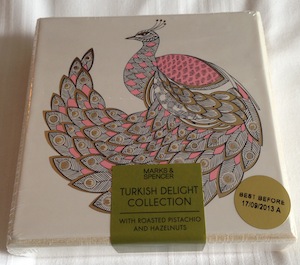 MARKS &
SPENCER
TURKISH DELIGHT
COLLECTION
WITH ROASTED PISTACHIO
AND HAZELNUTS
BEST BEFORE
17/09/2013 A